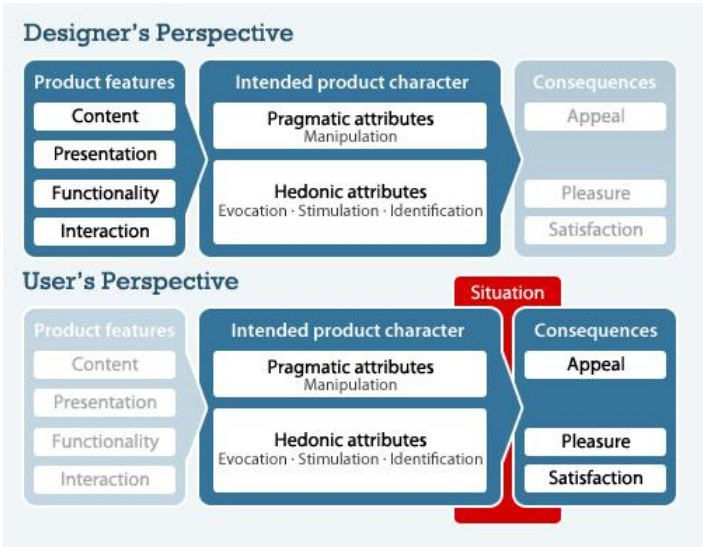 Designer's Perspective
Product features
Content
Presentation
Functionality
Interaction
Intended product character
Pragmatic attributes
Manipulation
Hedonic attributes
Evocation · Stimulation · Identification
Consequences
Appeal
Pleasure
Satisfaction
User's Perspective
Situation
Product features
Content
Presentation
Functionality
Interaction
Intended product character
Pragmatic attributes
Manipulation
Hedonic attributes
Evocation · Stimulation · Identification
Consequences
Appeal
Pleasure
Satisfaction